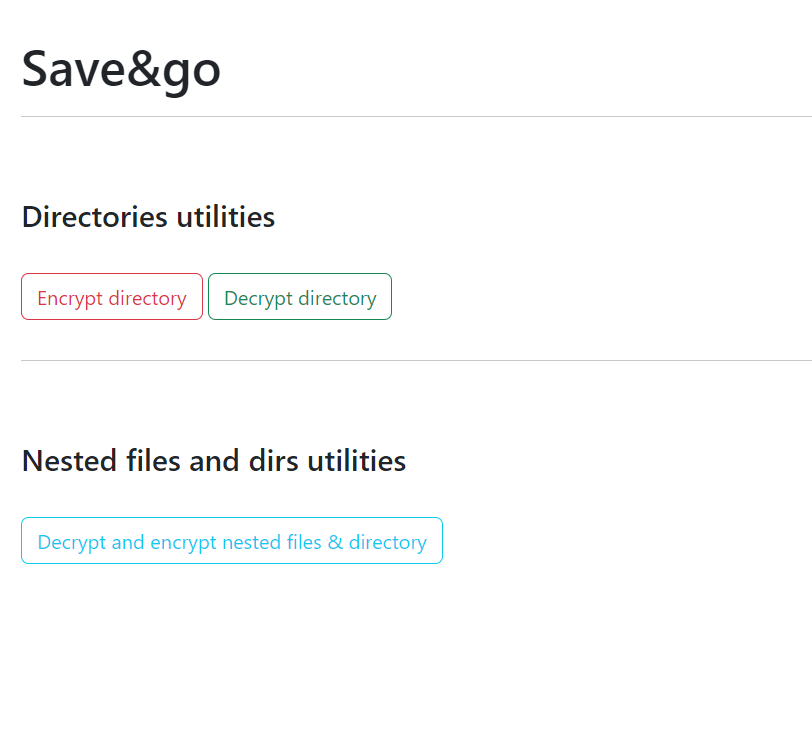 Save&go
Directories utilities
Encrypt directory Decrypt directory
Nested files and dirs utilities
Decrypt and encrypt nested files & directory